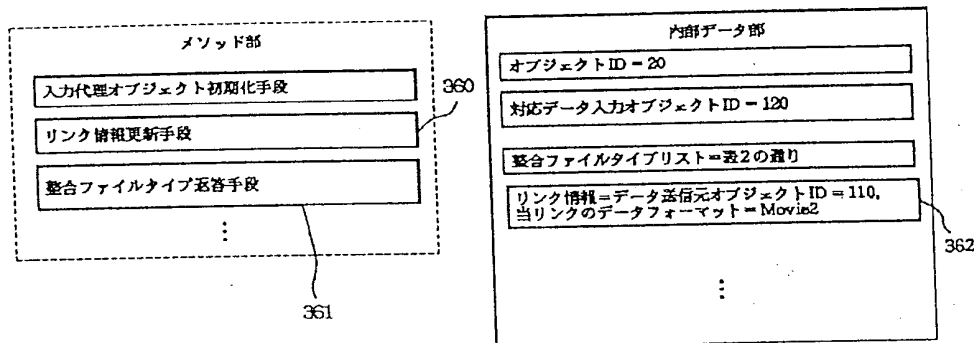 メソッド部
入力代理オブジェクト初期化手段
リンク情報更新手段
整合ファイルタイプ返答手段
360
361
内部データ部
オブジェクトID=20
対応データ入力オブジェクトID=120
整合ファイルタイプリスト=表2の通り
リンク情報=データ送信元オブジェクトID=110,
当リンクのデータフォーマット=Movie2
362